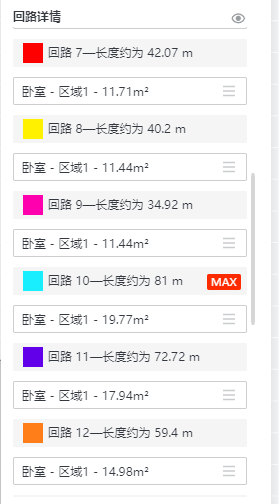 回路详情
回路 7—长度约为 42.07 m
卧室 - 区域1 - 11.71m²
回路 8—长度约为 40.2 m
卧室 - 区域1 - 11.44m²
回路 9—长度约为 34.92 m
卧室 - 区域1 - 11.44m²
回路 10—长度约为 81 m MAX
卧室 - 区域1 - 19.77m²
回路 11—长度约为 72.72 m
卧室 - 区域1 - 17.94m²
回路 12—长度约为 59.4 m
卧室 - 区域1 - 14.98m²